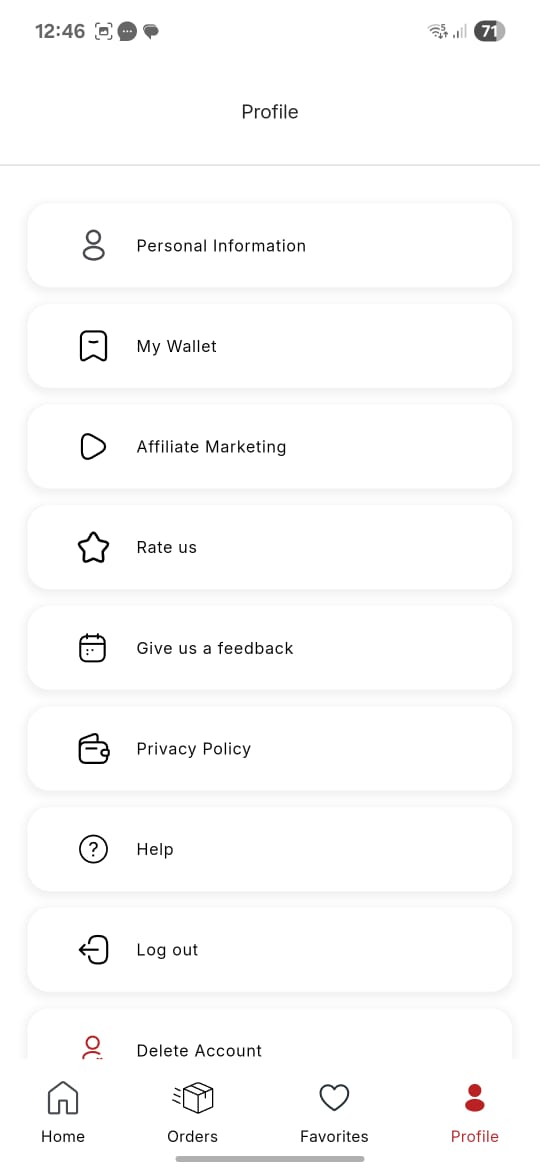 12:46
5
71
Profile
Personal Information
My Wallet
Affiliate Marketing
Rate us
Give us a feedback
Privacy Policy
?
Help
Log out
Delete Account
Home
Orders
Favorites
Profile